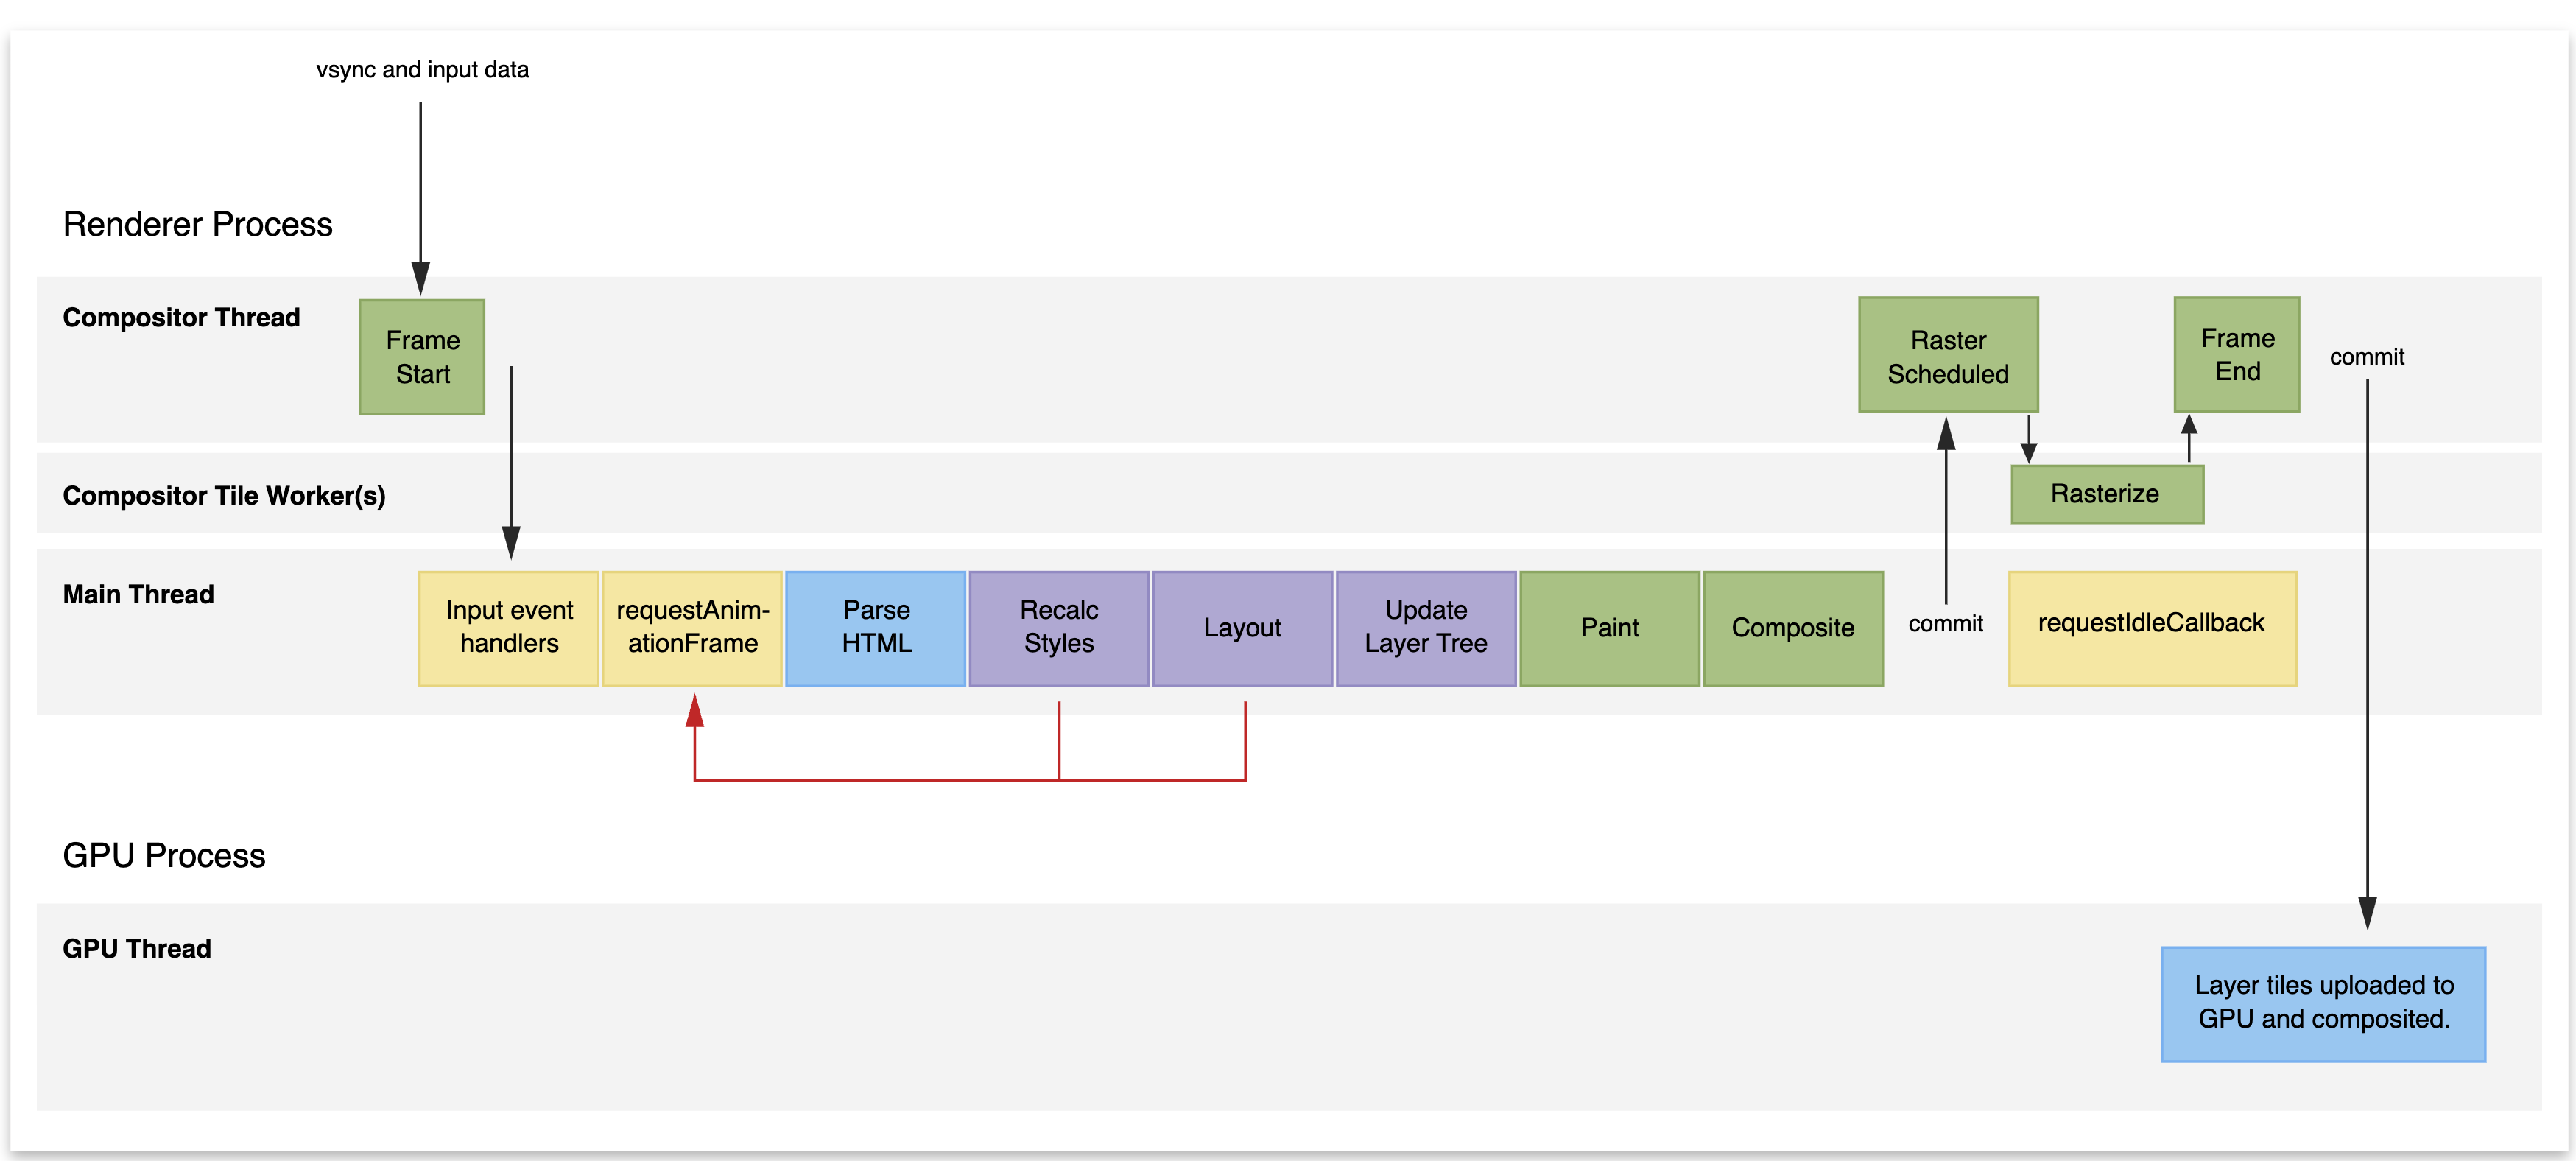 vsync and input data
Renderer Process
Compositor Thread
Frame
Start
Raster
Scheduled
Frame
End
commit
Compositor Tile Worker(s)
Rasterize
Main Thread
Input event
handlers
requestAnim-
ationFrame
Parse
HTML
Recalc
Styles
Layout
Update
Layer Tree
Paint
Composite
commit
requestIdleCallback
GPU Process
GPU Thread
Layer tiles uploaded to
GPU and composited.